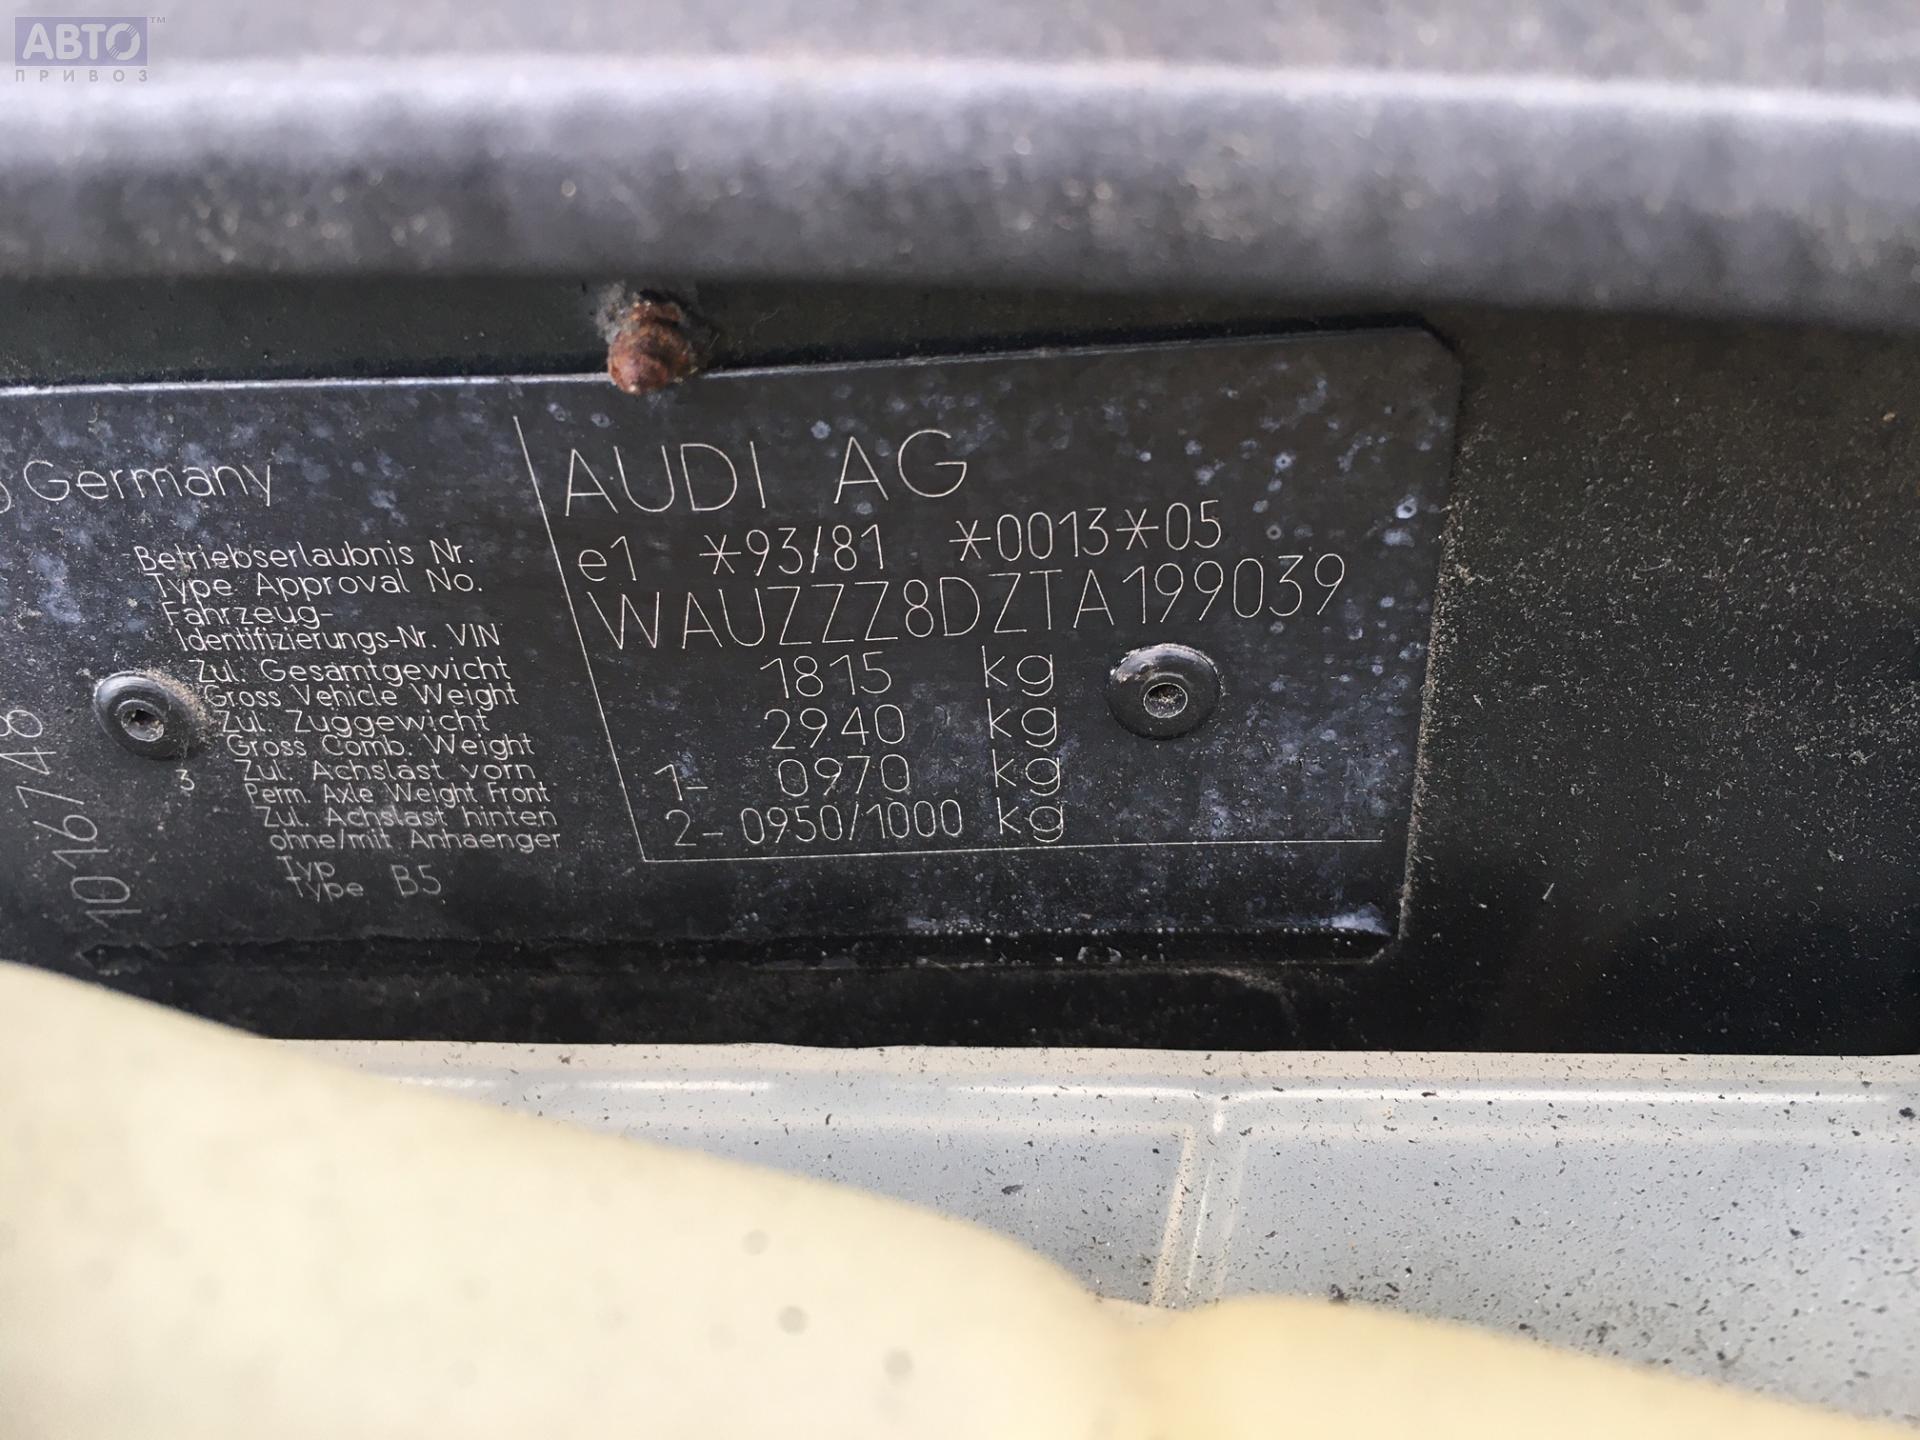 АВТО™
ПРИВОЗ
Germany
Betriebserlaubnis Nr.
Type Approval No.
Fahrzeug-
Identifizierungs-Nr. VIN
Zul. Gesamtgewicht
Gross Vehicle Weight
Zul. Zuggewicht
Gross Comb. Weight
Zul. Achslast vorn
3 Perm. Axle Weight Front
Zul. Achslast hinten
ohne/mit Anhaenger
Typ
Type B5
AUDI AG
e1 *93/81 *0013*05
WAUZZZ8DZTA199039
1815 kg
2940 kg
1- 0970 kg
2- 0950/1000 kg
1016748